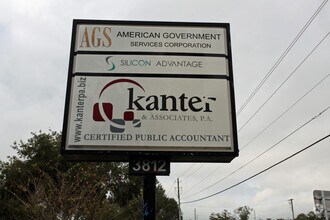 AGS AMERICAN GOVERNMENT
SERVICES CORPORATION
SILICON ADVANTAGE
www.kanterpa.biz
kanter
& ASSOCIATES, P.A.
CERTIFIED PUBLIC ACCOUNTANT
3812